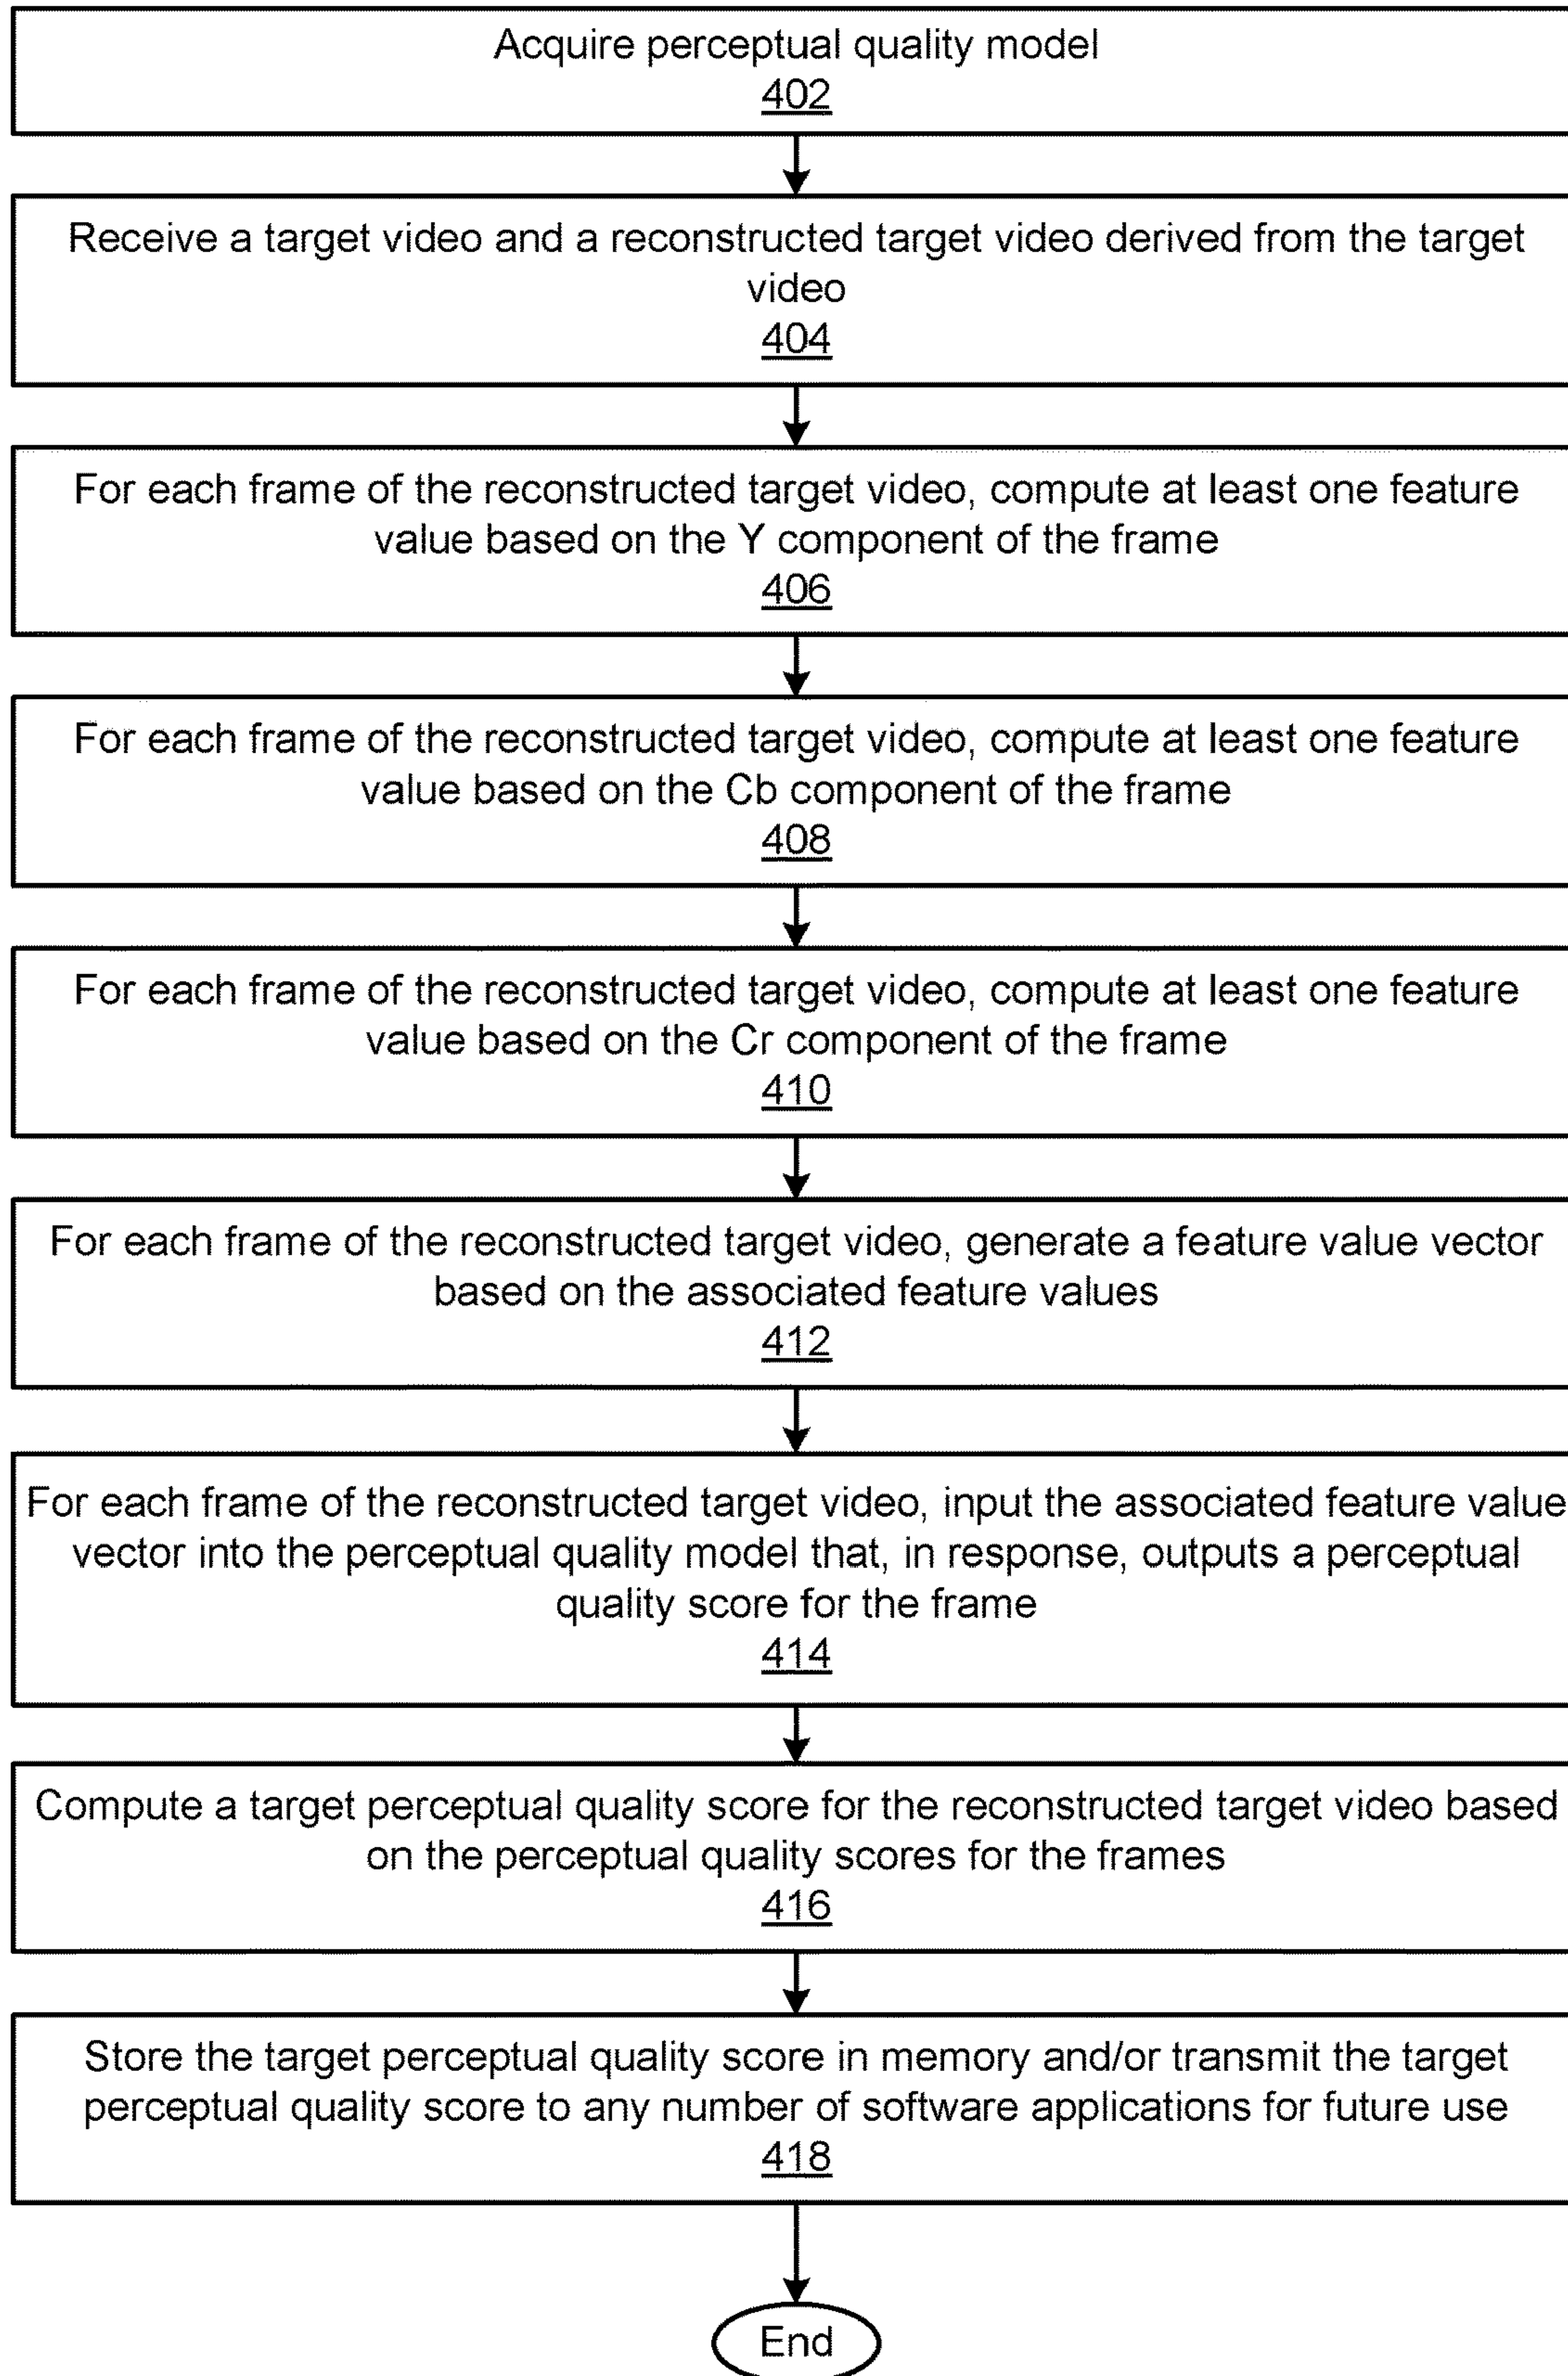 Acquire perceptual quality model
402
Receive a target video and a reconstructed target video derived from the target
video
404
For each frame of the reconstructed target video, compute at least one feature
value based on the Y component of the frame
406
For each frame of the reconstructed target video, compute at least one feature
value based on the Cb component of the frame
408
For each frame of the reconstructed target video, compute at least one feature
value based on the Cr component of the frame
410
For each frame of the reconstructed target video, generate a feature value vector
based on the associated feature values
412
For each frame of the reconstructed target video, input the associated feature value
vector into the perceptual quality model that, in response, outputs a perceptual
quality score for the frame
414
Compute a target perceptual quality score for the reconstructed target video based
on the perceptual quality scores for the frames
416
Store the target perceptual quality score in memory and/or transmit the target
perceptual quality score to any number of software applications for future use
418
End